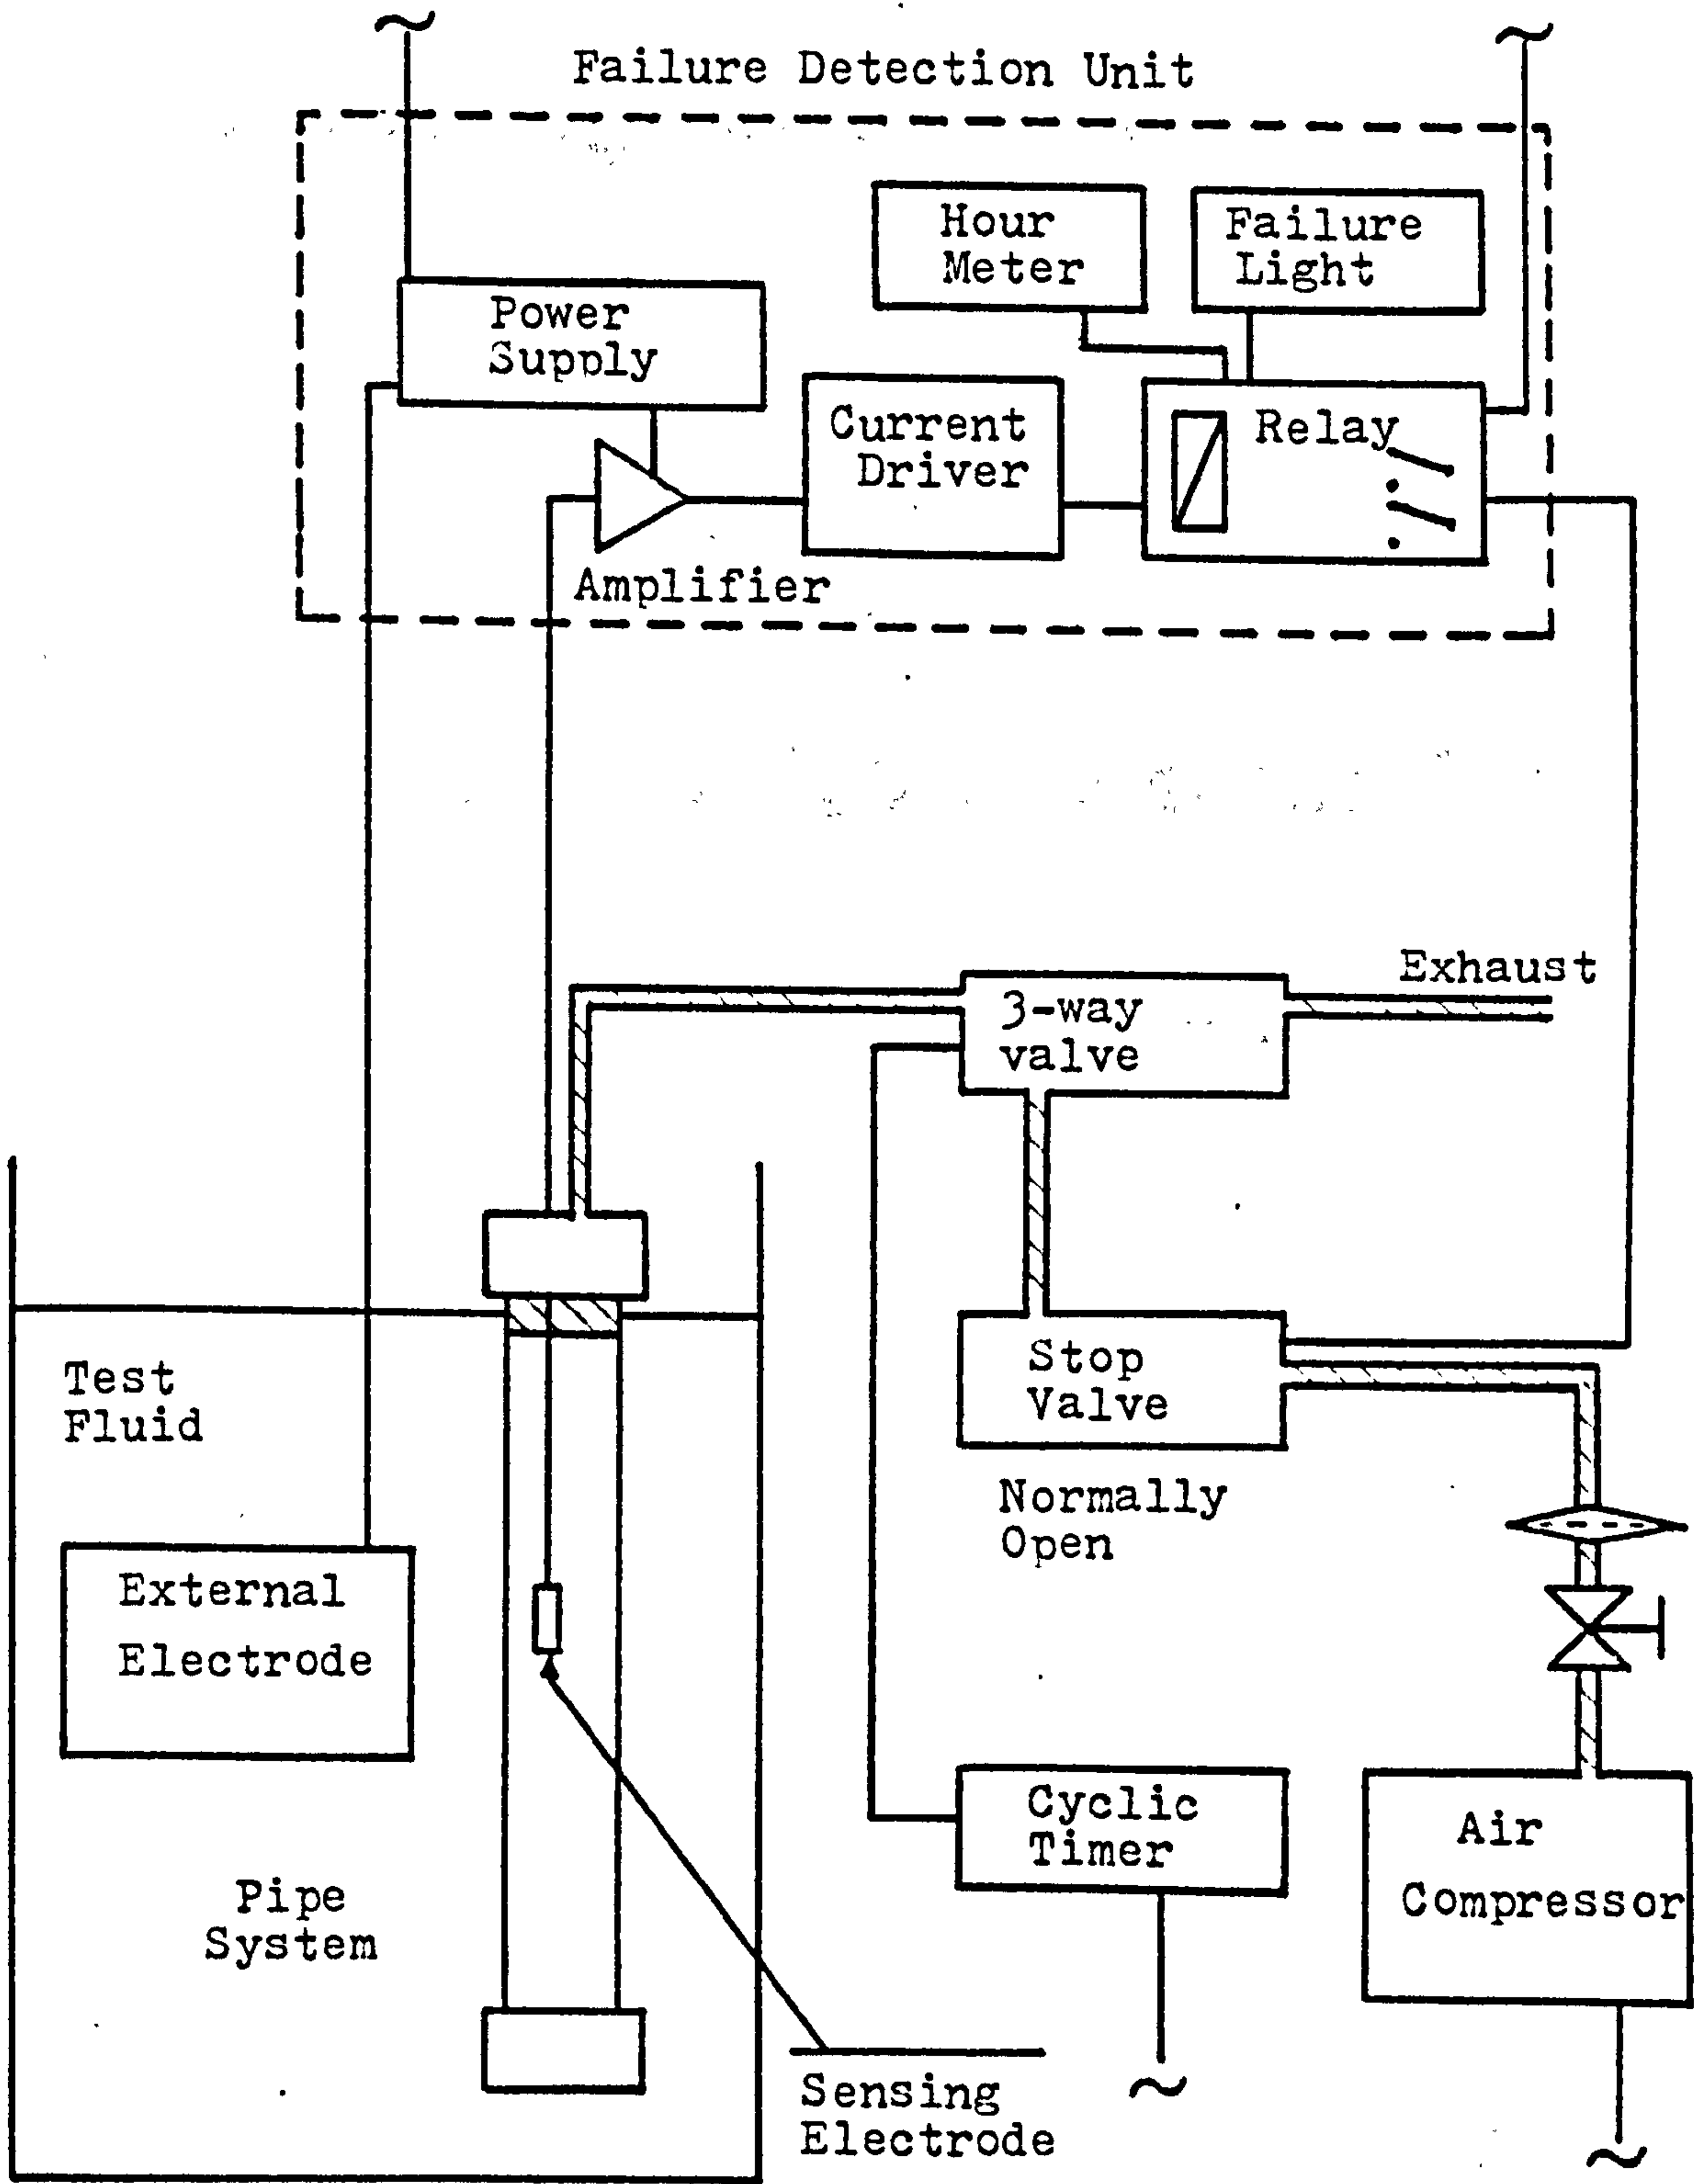 Failure Detection Unit
Hour
Meter
Failure
Light
Power
Supply
Current
Driver
Relay
Amplifier
Exhaust
3-way
valve
Test
Fluid
Stop
Valve
Normally
Open
External
Electrode
Cyclic
Timer
Air
Compressor
Pipe
System
Sensing
Electrode